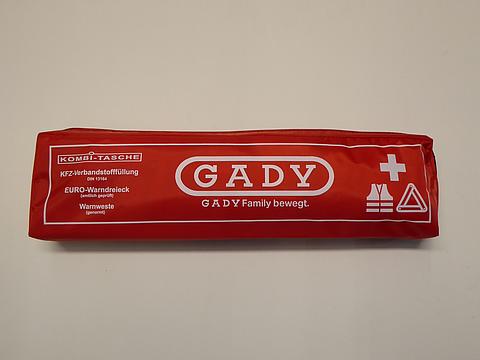 KOMBI-TASCHE
KFZ-Verbandstofffüllung
DIN 13164
EURO-Warndreieck
(amtlich geprüft)
Warnweste
(genormt)
GADY
GADY Family bewegt.